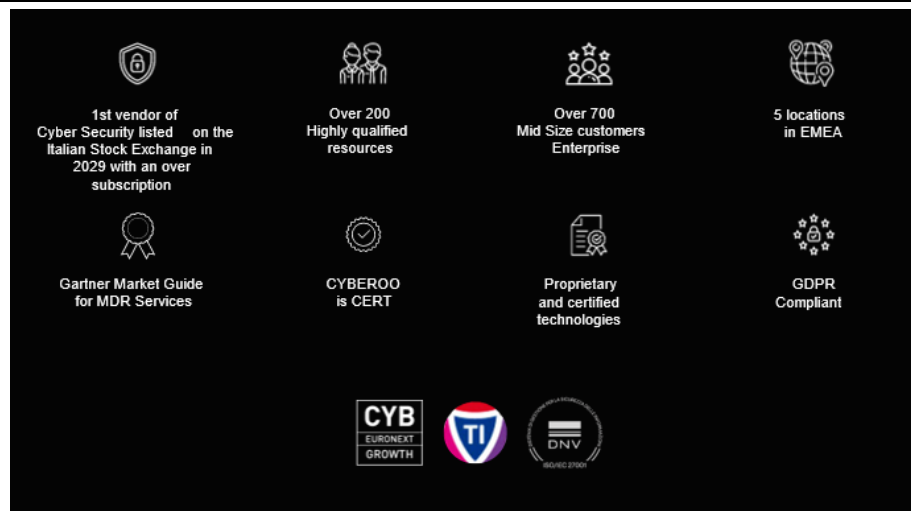 1st vendor of
Cyber Security listed on the
Italian Stock Exchange in
2029 with an over
subscription
Over 200
Highly qualified
resources
Over 700
Mid Size customers
Enterprise
5 locations
in EMEA
Gartner Market Guide
for MDR Services
CYBEROO
is CERT
Proprietary
and certified
technologies
GDPR
Compliant
CYB
EURONEXT
GROWTH
TI
DNV
ISO/IEC 27001